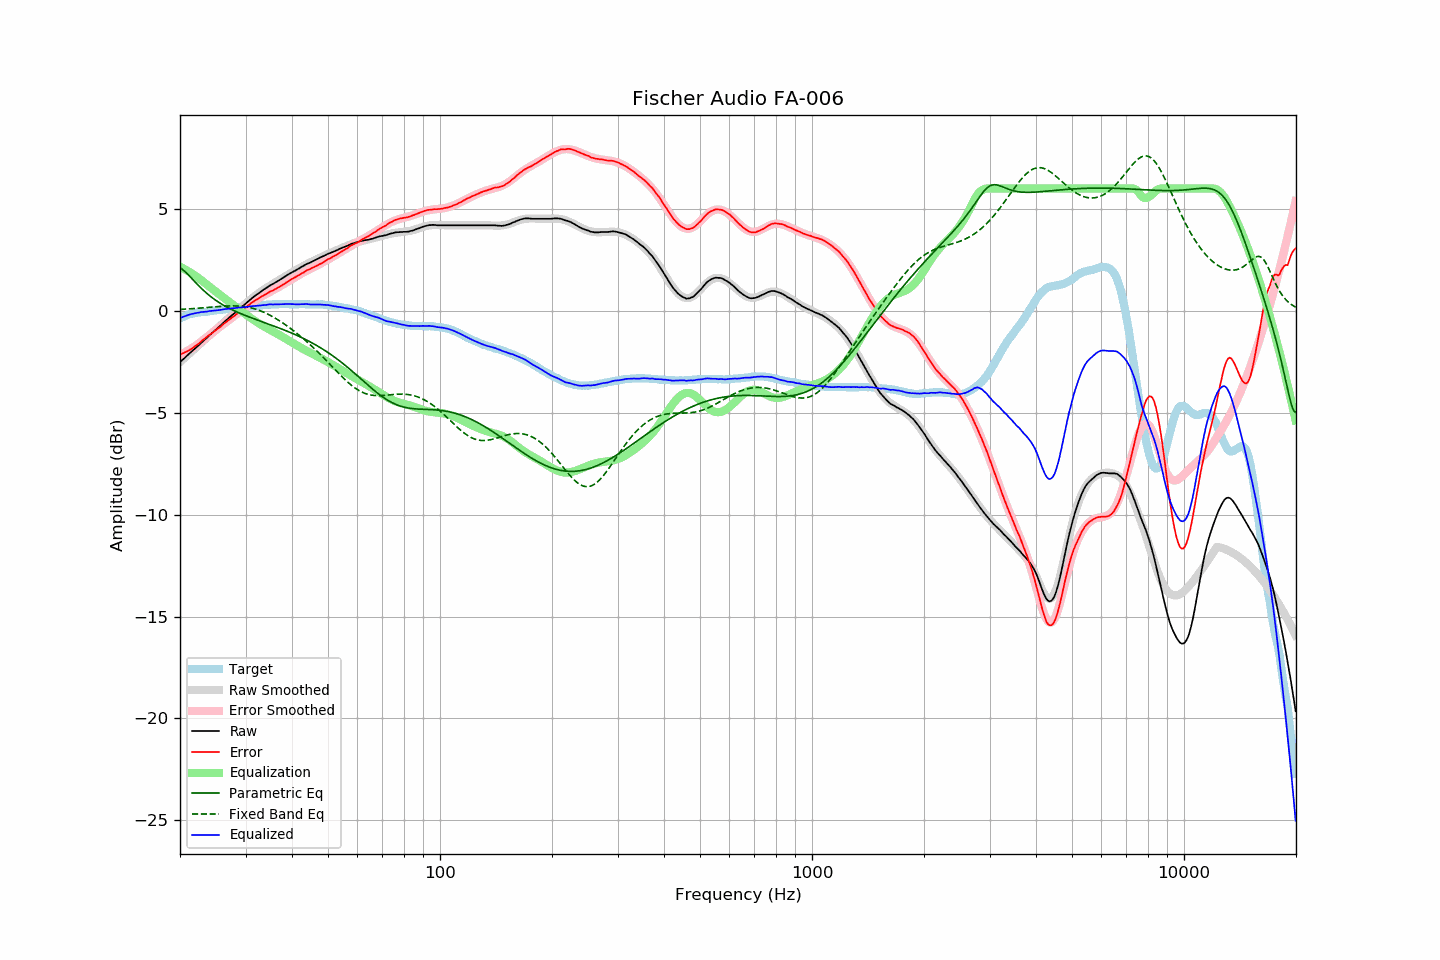 Fischer Audio FA-006
Amplitude (dBr)
5
0
−5
−10
−15
−20
−25
Target
Raw Smoothed
Error Smoothed
Raw
Error
Equalization
Parametric Eq
Fixed Band Eq
Equalized
100
1000
10000
Frequency (Hz)